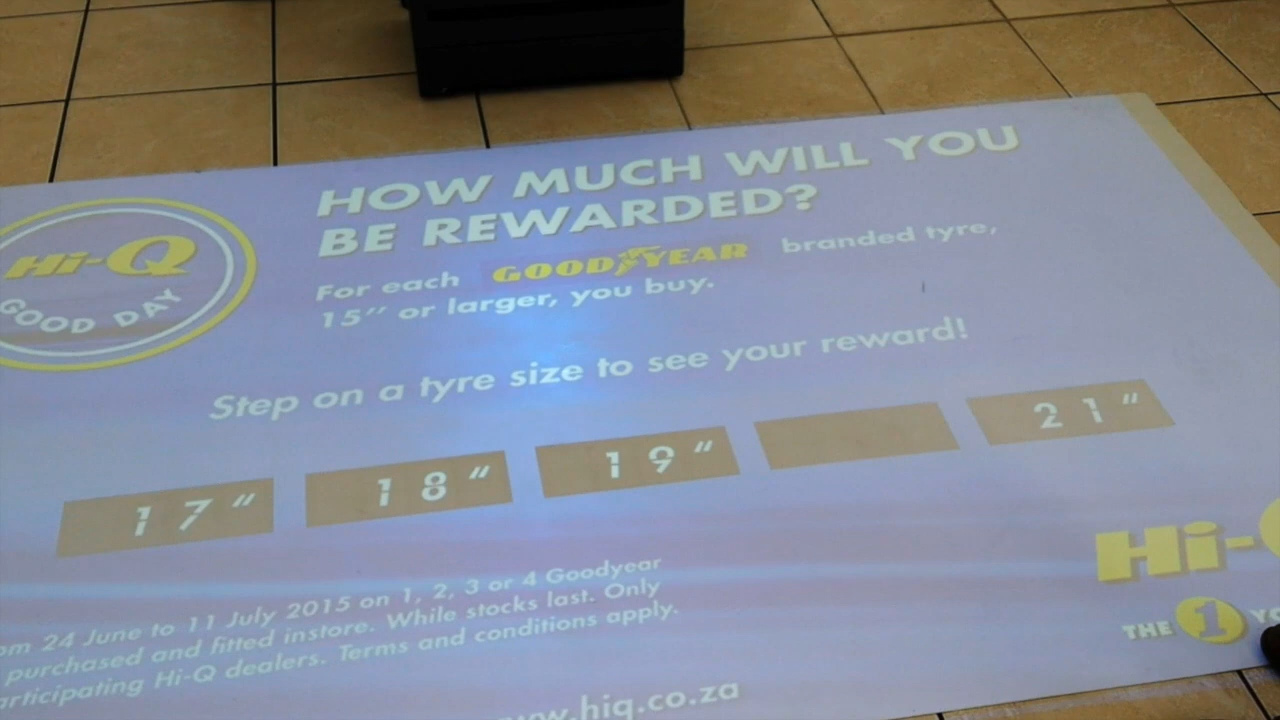 Hi-Q
GOOD DAY
HOW MUCH WILL YOU
BE REWARDED?
For each GOODYEAR branded tyre,
15" or larger, you buy.
Step on a tyre size to see your reward!
17" 18" 19" 21"
24 June to 11 July 2015 on 1, 2, 3 or 4 Goodyear
purchased and fitted instore. While stocks last. Only
Hi-Q dealers. Terms and conditions apply.
www.hiq.co.za
Hi-
THE 1